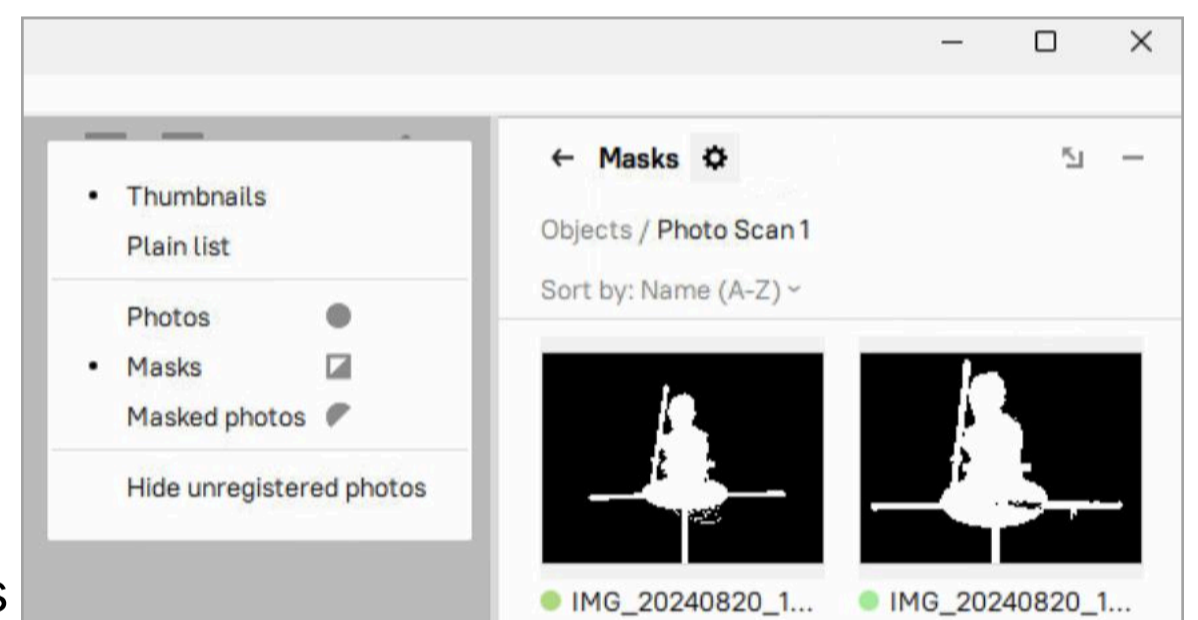 Thumbnails
Plain list
Photos
Masks
Masked photos
Hide unregistered photos
Masks
Objects / Photo Scan 1
Sort by: Name (A-Z)
IMG_20240820_1...
IMG_20240820_1...
s